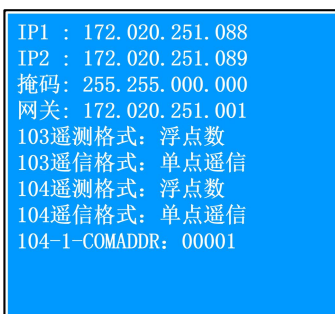 IP1 : 172.020.251.088
IP2 : 172.020.251.089
掩码: 255.255.000.000
网关: 172.020.251.001
103遥测格式: 浮点数
103遥信格式: 单点遥信
104遥测格式: 浮点数
104遥信格式: 单点遥信
104-1-COMADDR: 00001